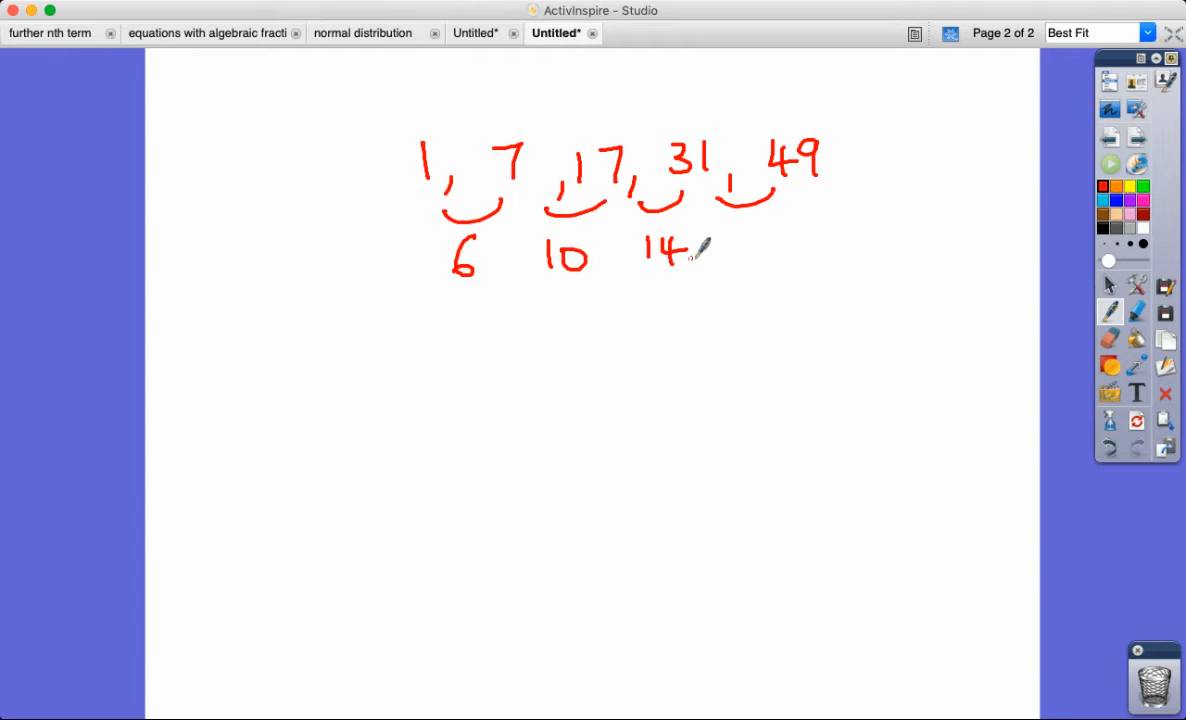 ActivInspire - Studio
further nth term
equations with algebraic fracti
normal distribution
Untitled*
Untitled*
Page 2 of 2
Best Fit
1, 7, 17, 31, 49
6 10 14